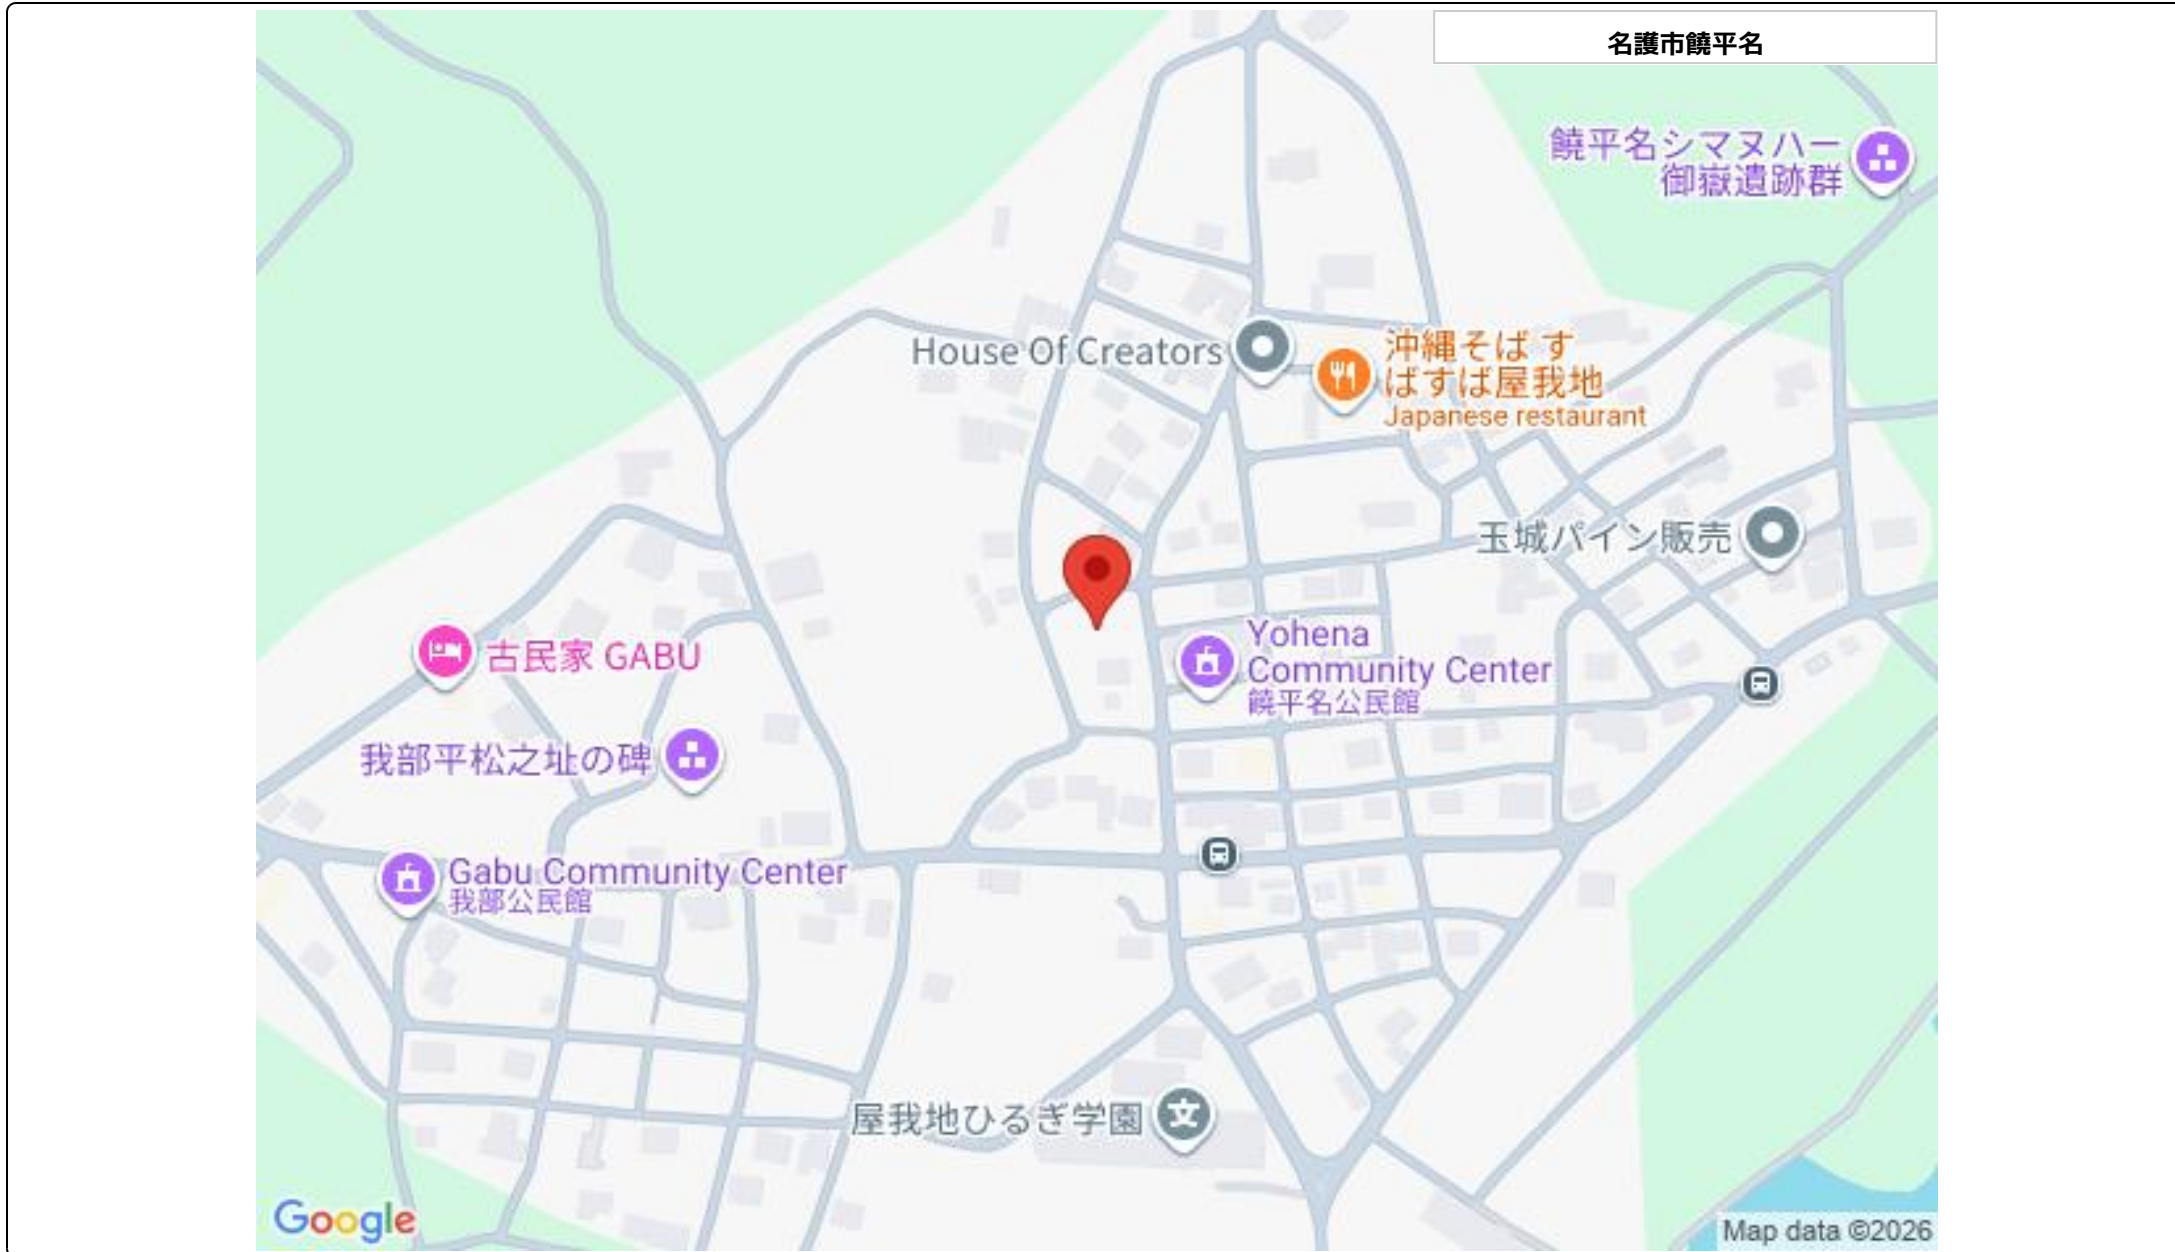 名護市饒平名
饒平名シマヌハー
御嶽遺跡群
House Of Creators
沖縄そば す
ばすば屋我地
Japanese restaurant
玉城パイン販売
古民家 GABU
Yohena
Community Center
饒平名公民館
我部平松之址の碑
Gabu Community Center
我部公民館
屋我地ひるぎ学園
文
Google
Map data ©2026